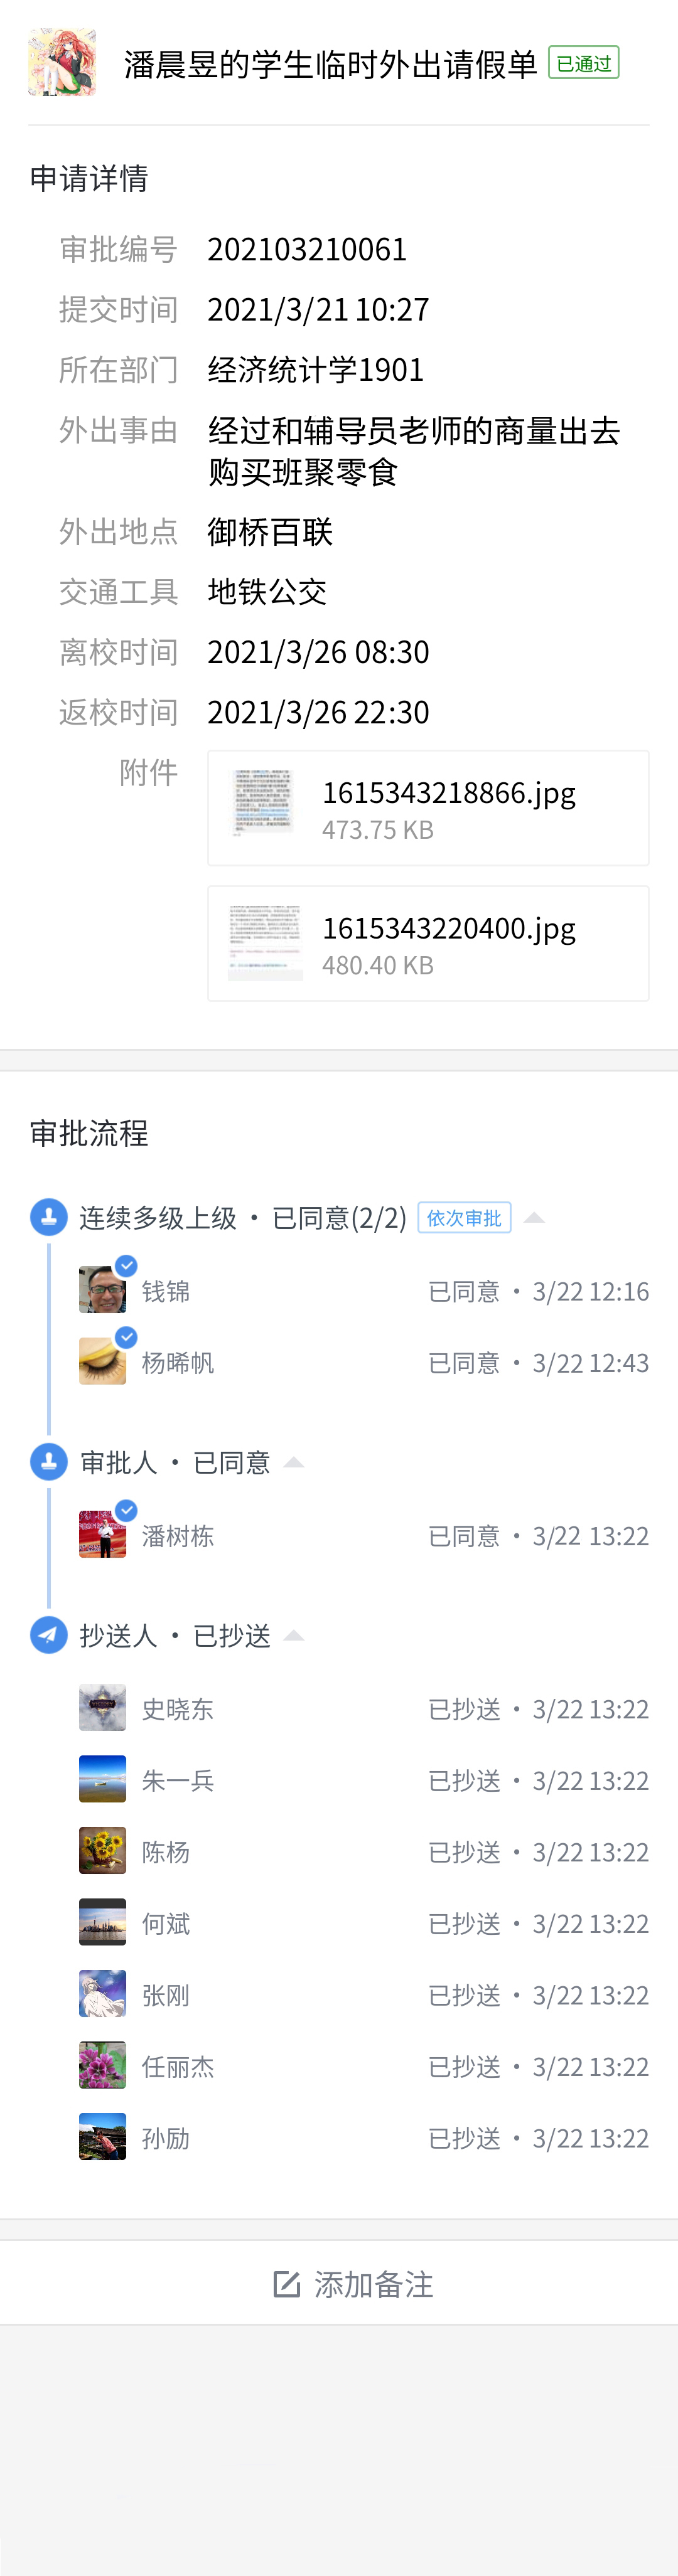 潘晨昱的学生临时外出请假单 已通过
申请详情
审批编号 202103210061
提交时间 2021/3/21 10:27
所在部门 经济统计学1901
外出事由 经过和辅导员老师的商量出去
购买班聚零食
外出地点 御桥百联
交通工具 地铁公交
离校时间 2021/3/26 08:30
返校时间 2021/3/26 22:30
附件
1615343218866.jpg
473.75 KB
1615343220400.jpg
480.40 KB
审批流程
连续多级上级 · 已同意(2/2) 依次审批
钱锦 已同意 · 3/22 12:16
杨晞帆 已同意 · 3/22 12:43
审批人 · 已同意
潘树栋 已同意 · 3/22 13:22
抄送人 · 已抄送
史晓东 已抄送 · 3/22 13:22
朱一兵 已抄送 · 3/22 13:22
陈杨 已抄送 · 3/22 13:22
何斌 已抄送 · 3/22 13:22
张刚 已抄送 · 3/22 13:22
任丽杰 已抄送 · 3/22 13:22
孙励 已抄送 · 3/22 13:22
添加备注